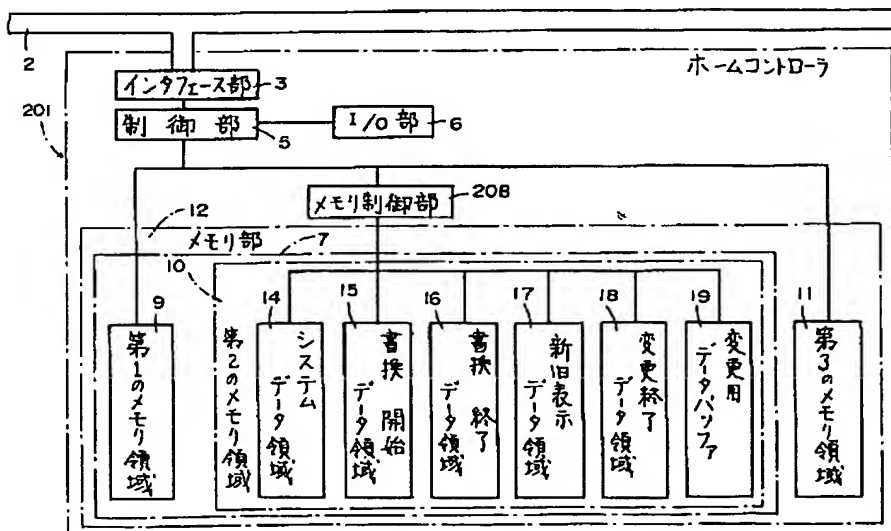 2
ホームコントローラ
インタフェース部
3
201
制御部
5
I/O部
6
メモリ制御部
208
12
メモリ部
7
10
9
第1のメモリ領域
第2のメモリ領域
14
システム
データ領域
15
書換 開始
データ領域
16
書換 終了
データ領域
17
新旧表示
データ領域
18
変更終了
データ領域
19
変更用
データバッファ
11
第3のメモリ領域